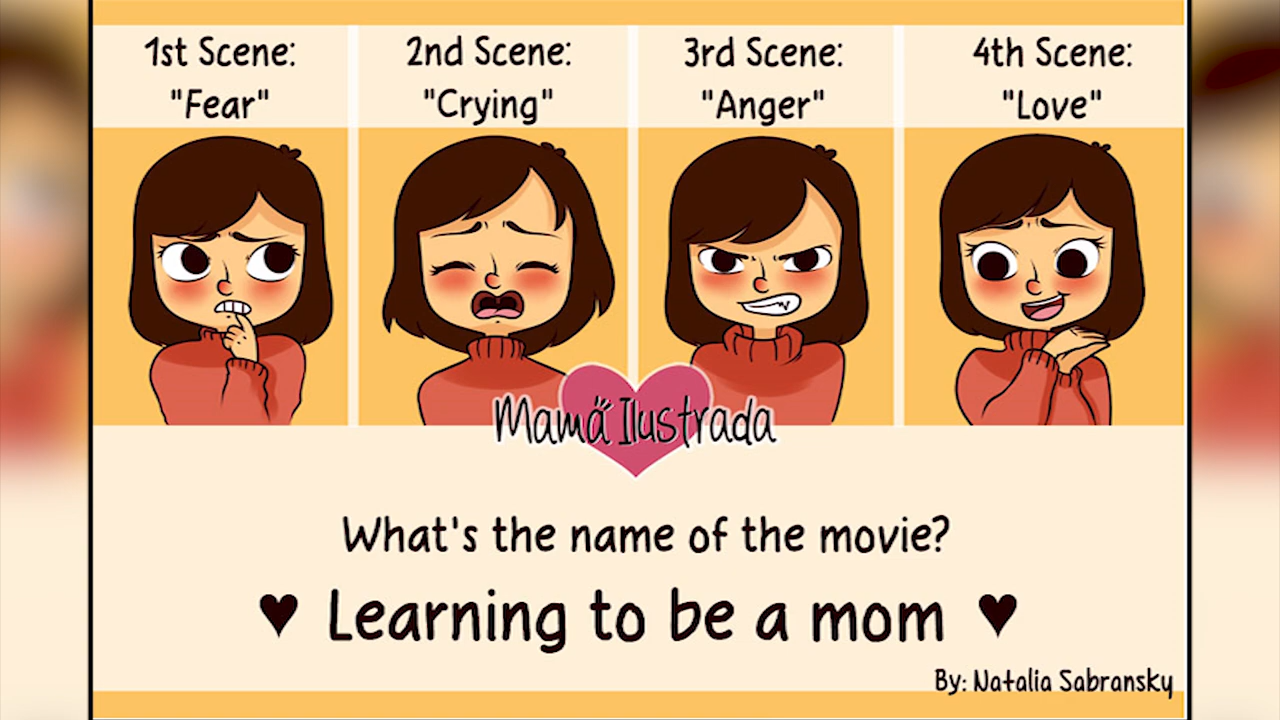 1st Scene:
"Fear"
2nd Scene:
"Crying"
3rd Scene:
"Anger"
4th Scene:
"Love"
Mamá Ilustrada
What's the name of the movie?
♥ Learning to be a mom ♥
By: Natalia Sabransky